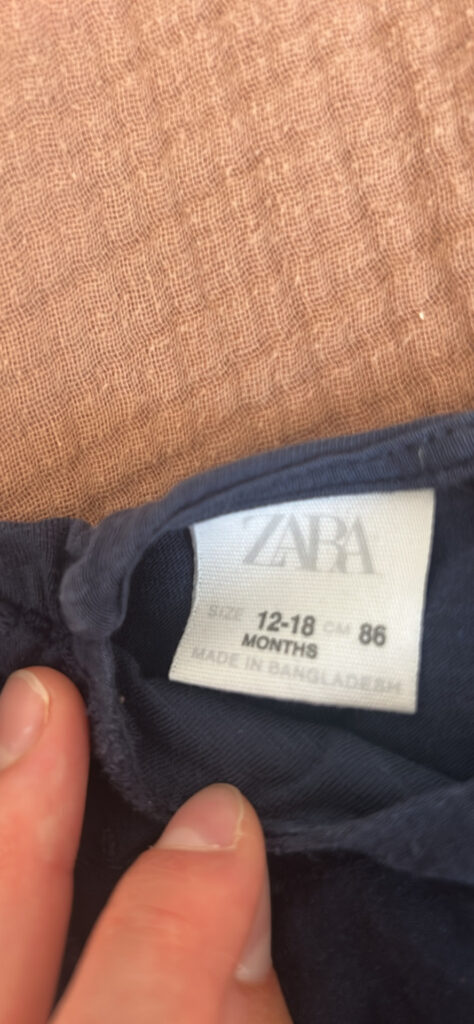 ZARA
SIZE 12-18 CM 86
MONTHS
MADE IN BANGLADESH